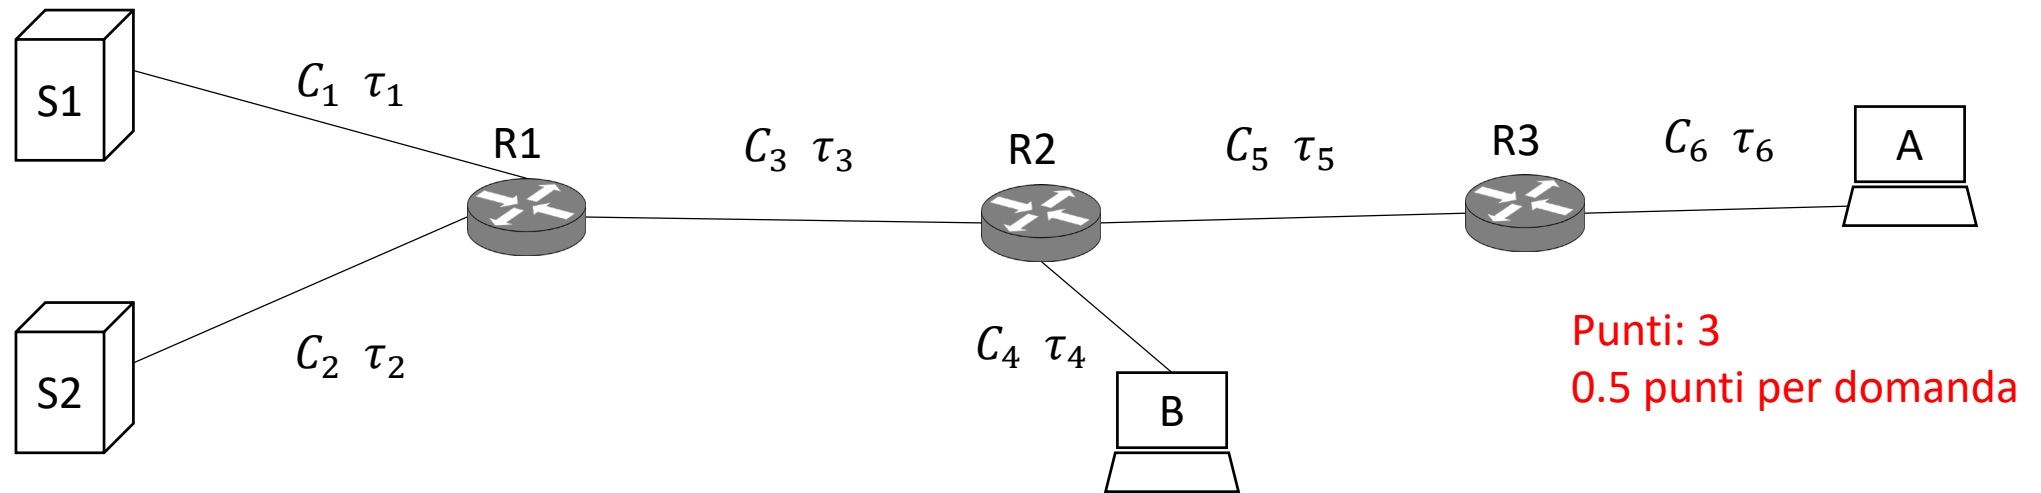 S1
C₁ τ₁
R1
C₃ τ₃
R2
C₅ τ₅
R3
C₆ τ₆
A
S2
C₂ τ₂
C₄ τ₄
B
Punti: 3
0.5 punti per domanda